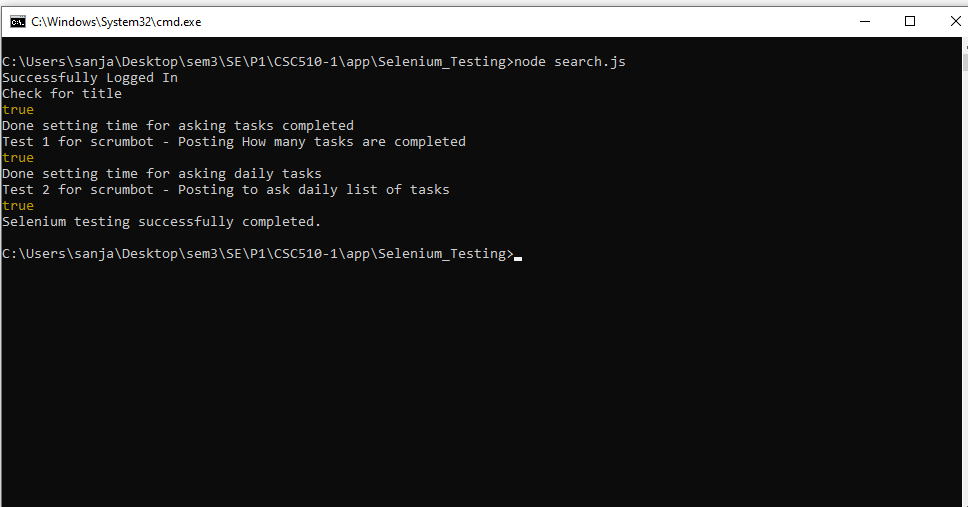 C:\Windows\System32\cmd.exe
C:\Users\sanja\Desktop\sem3\SE\P1\CSC510-1\app\Selenium_Testing>node search.js
Successfully Logged In
Check for title
true
Done setting time for asking tasks completed
Test 1 for scrumbot - Posting How many tasks are completed
true
Done setting time for asking daily tasks
Test 2 for scrumbot - Posting to ask daily list of tasks
true
Selenium testing successfully completed.
C:\Users\sanja\Desktop\sem3\SE\P1\CSC510-1\app\Selenium_Testing>